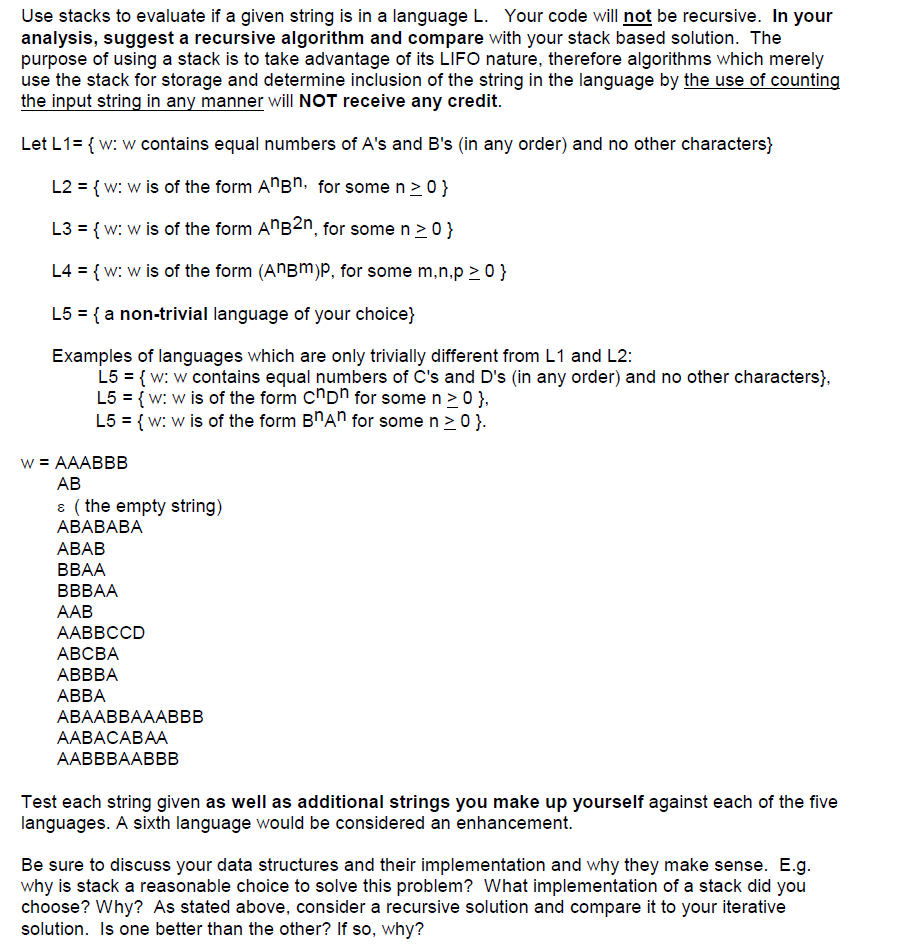 Use stacks to evaluate if a given string is in a language L.   Your code will not be recursive.  In your
analysis, suggest a recursive algorithm and compare with your stack based solution.  The
purpose of using a stack is to take advantage of its LIFO nature, therefore algorithms which merely
use the stack for storage and determine inclusion of the string in the language by the use of counting
the input string in any manner will NOT receive any credit.
Let L1= { w: w contains equal numbers of A's and B's (in any order) and no other characters}
L2 = { w: w is of the form AⁿBⁿ, for some n ≥ 0 }
L3 = { w: w is of the form AⁿB²ⁿ, for some n ≥ 0 }
L4 = { w: w is of the form (AⁿBᵐ)ᵖ, for some m,n,p ≥ 0 }
L5 = { a non-trivial language of your choice}
Examples of languages which are only trivially different from L1 and L2:
L5 = { w: w contains equal numbers of C's and D's (in any order) and no other characters},
L5 = { w: w is of the form CⁿDⁿ for some n ≥ 0 },
L5 = { w: w is of the form BⁿAⁿ for some n ≥ 0 }.
w = AAABBB
AB
ε ( the empty string)
ABABABA
ABAB
BBAA
BBBAA
AAB
AABBCCD
ABCBA
ABBBA
ABBA
ABAABBAAABBB
AABACABAA
AABBBAABBB
Test each string given as well as additional strings you make up yourself against each of the five
languages. A sixth language would be considered an enhancement.
Be sure to discuss your data structures and their implementation and why they make sense.  E.g.
why is stack a reasonable choice to solve this problem?  What implementation of a stack did you
choose? Why?  As stated above, consider a recursive solution and compare it to your iterative
solution.  Is one better than the other? If so, why?